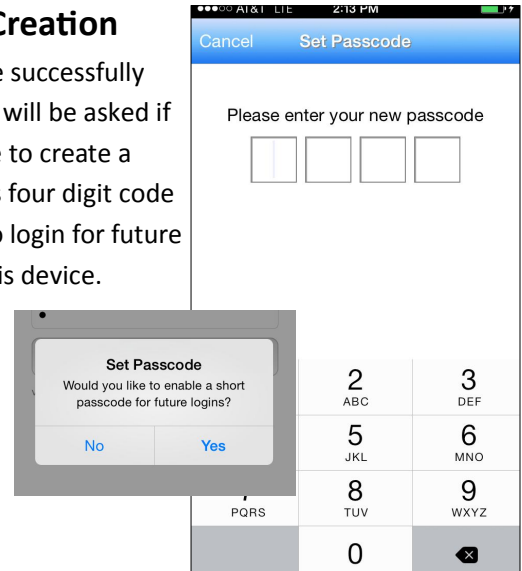 Creation
successfully
will be asked if
to create a
four digit code
login for future
is device.
AT&T LTE 2:13 PM
Cancel Set Passcode
Please enter your new passcode
Set Passcode
Would you like to enable a short
passcode for future logins?
No Yes
2
ABC
3
DEF
5
JKL
6
MNO
PQRS
8
TUV
9
WXYZ
0